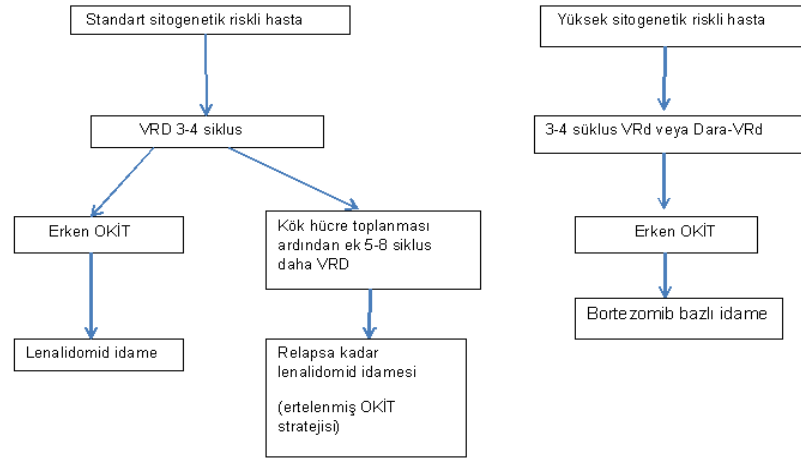 Standart sitogenetik riskli hasta
VRD 3-4 siklus
Erken OKİT
Lenalidomid idame
Kök hücre toplanması
ardından ek 5-8 siklus
daha VRD
Relapsa kadar
lenalidomid idamesi
(ertelenmiş OKİT
stratejisi)
Yüksek sitogenetik riskli hasta
3-4 süklus VRd veya Dara-VRd
Erken OKİT
Bortezomib bazlı idame